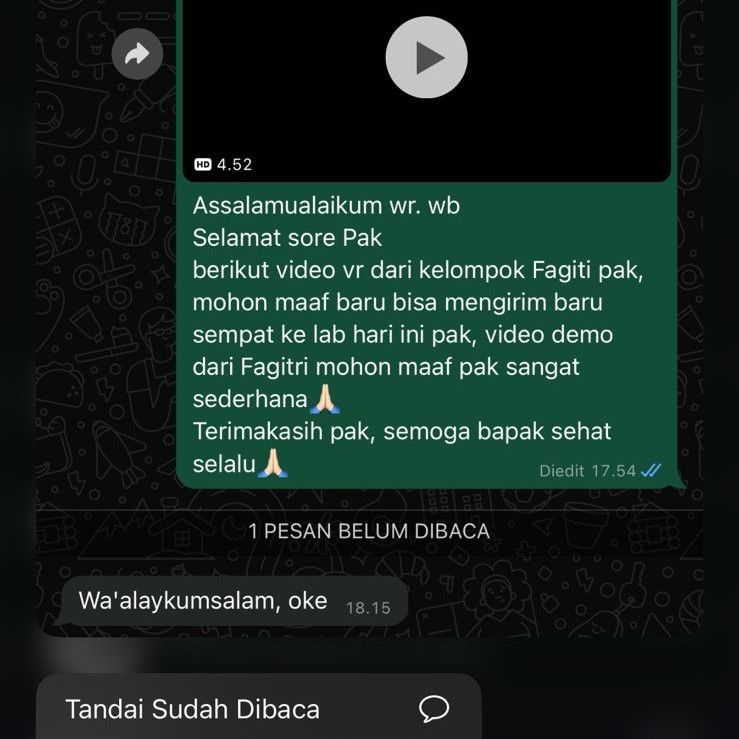 HD 4.52
Assalamualaikum wr. wb
Selamat sore Pak
berikut video vr dari kelompok Fagiti pak,
mohon maaf baru bisa mengirim baru
sempat ke lab hari ini pak, video demo
dari Fagitri mohon maaf pak sangat
sederhana🙏🏻
Terimakasih pak, semoga bapak sehat
selalu🙏🏻
Diedit 17.54
1 PESAN BELUM DIBACA
Wa'alaykumsalam, oke 18.15
Tandai Sudah Dibaca